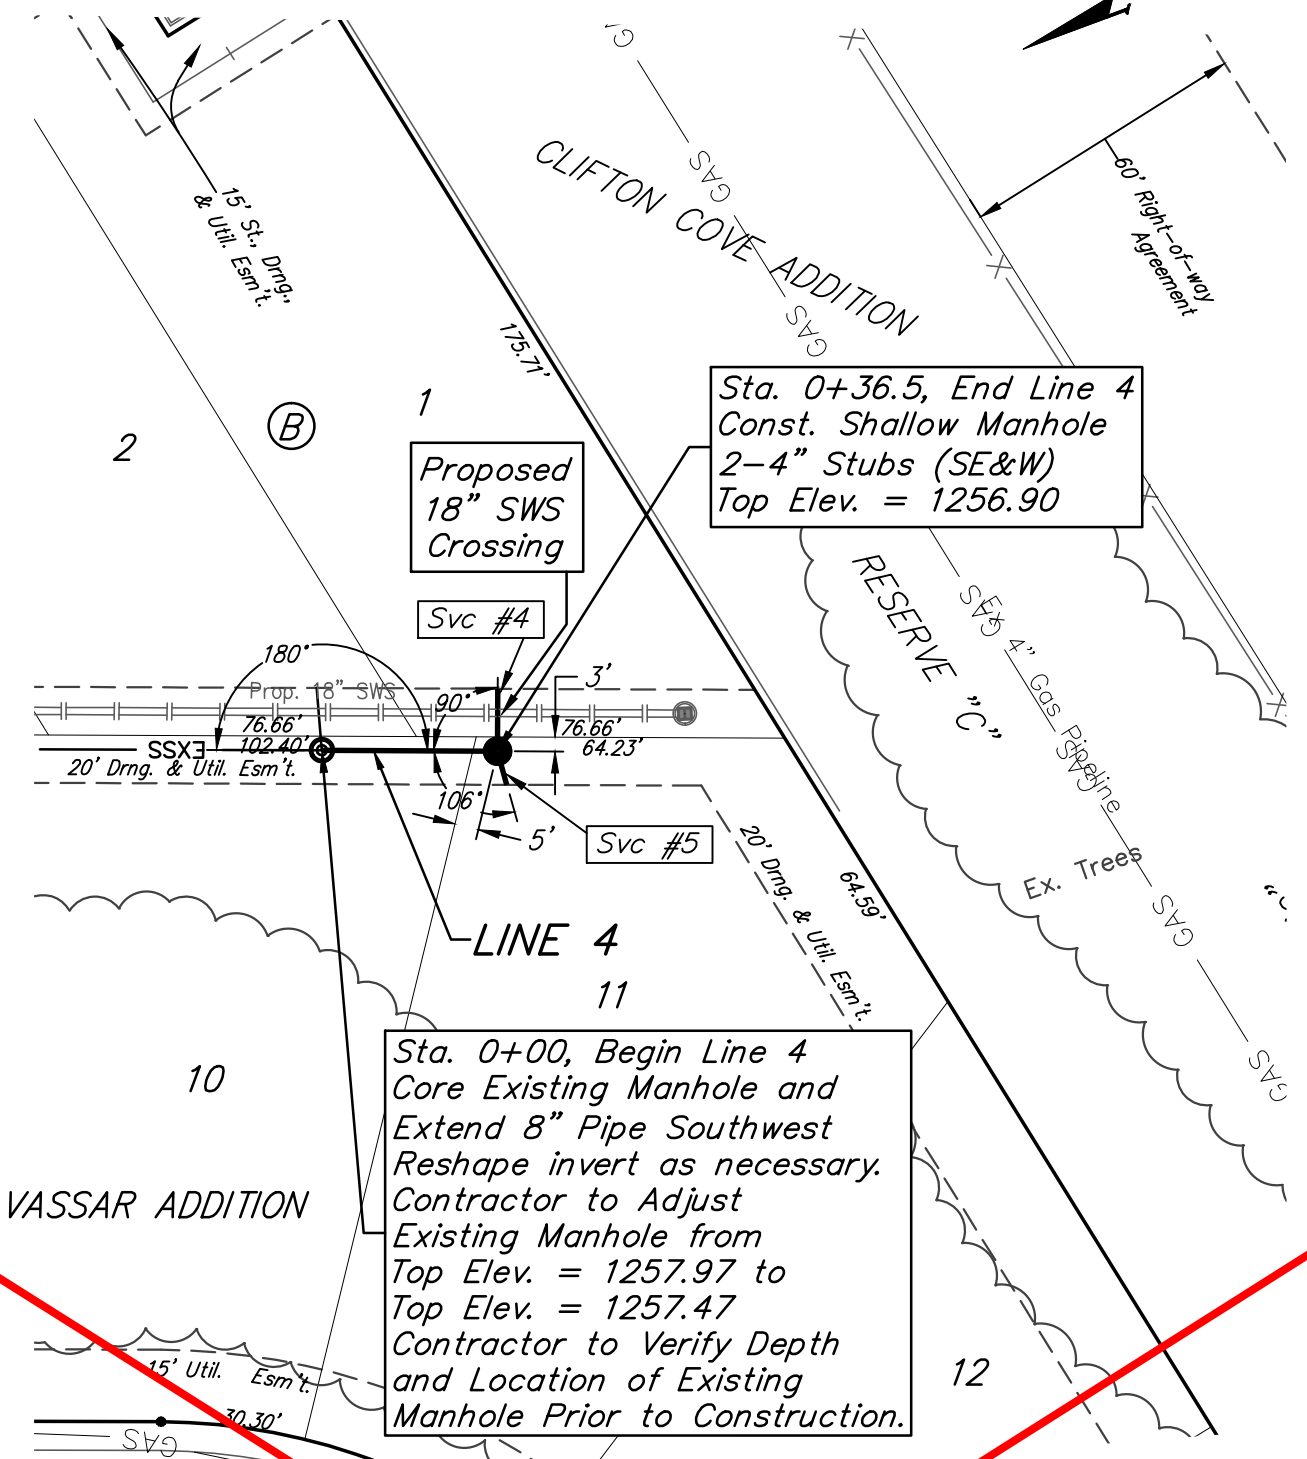 GAS
CLIFTON COVE ADDITION
GAS
60' Right-of-way
Agreement
15' St., Drng.,
& Util. Esm't.
GAS
175.71'
Sta. 0+36.5, End Line 4
Const. Shallow Manhole
2-4" Stubs (SE&W)
Top Elev. = 1256.90
1
B
2
Proposed
18" SWS
Crossing
RESERVE "C"
GAS
Ex. 4" Gas Pipeline
Svc #4
180°
3'
Prop. 18" SWS
90°
76.66'
76.66'
EXSS
102.40'
64.23'
20' Drng. & Util. Esm't.
GAS
106°
5'
Svc #5
20' Drng. & Util. Esm't.
64.59'
Ex. Trees
GAS
LINE 4
11
Sta. 0+00, Begin Line 4
Core Existing Manhole and
Extend 8" Pipe Southwest
Reshape invert as necessary.
Contractor to Adjust
Existing Manhole from
Top Elev. = 1257.97 to
Top Elev. = 1257.47
Contractor to Verify Depth
and Location of Existing
Manhole Prior to Construction.
GAS
10
VASSAR ADDITION
15' Util. Esm't.
12
30.30'
GAS